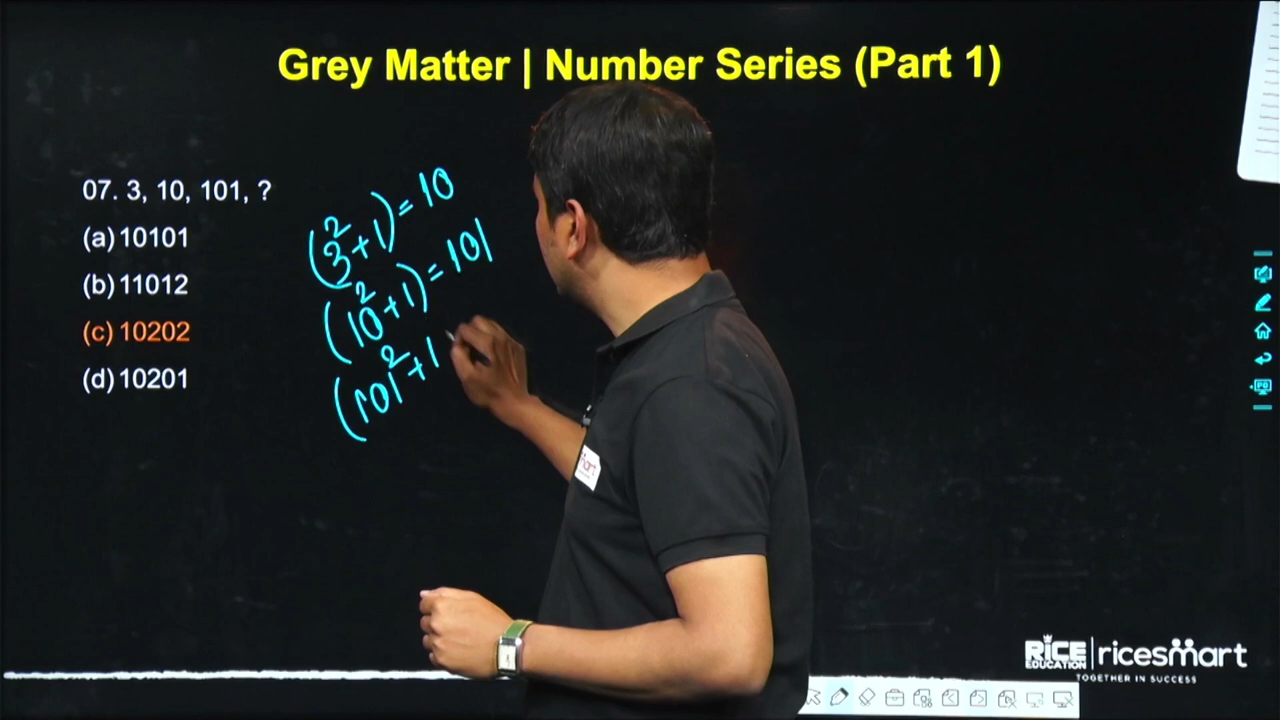 Grey Matter | Number Series (Part 1)
07. 3, 10, 101, ?
(a) 10101
(b) 11012
(c) 10202
(d) 10201
(3²+1) = 10
(10²+1) = 101
(101²+1
RICE EDUCATION | ricesmart
TOGETHER IN SUCCESS